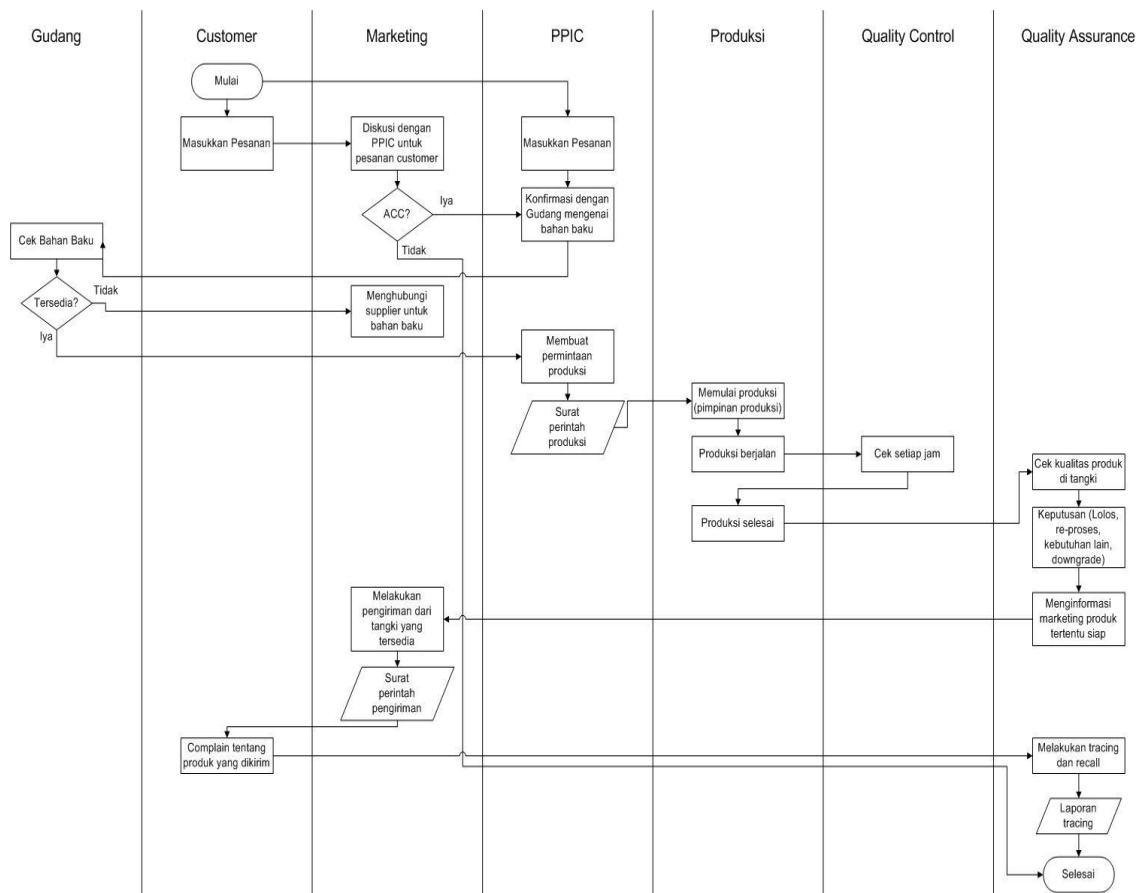 Gudang
Customer
Marketing
PPIC
Produksi
Quality Control
Quality Assurance
Mulai
Masukkan Pesanan
Diskusi dengan
PPIC untuk
pesanan customer
Masukkan Pesanan
ACC?
Iya
Tidak
Konfirmasi dengan
Gudang mengenai
bahan baku
Cek Bahan Baku
Tersedia?
Tidak
Iya
Menghubungi
supplier untuk
bahan baku
Membuat
permintaan
produksi
Surat
perintah
produksi
Memulai produksi
(pimpinan produksi)
Produksi berjalan
Cek setiap jam
Produksi selesai
Cek kualitas produk
di tangki
Keputusan (Lolos,
re-proses,
kebutuhan lain,
downgrade)
Menginformasi
marketing produk
tertentu siap
Melakukan
pengiriman dari
tangki yang
tersedia
Surat
perintah
pengiriman
Complain tentang
produk yang dikirim
Melakukan tracing
dan recall
Laporan
tracing
Selesai